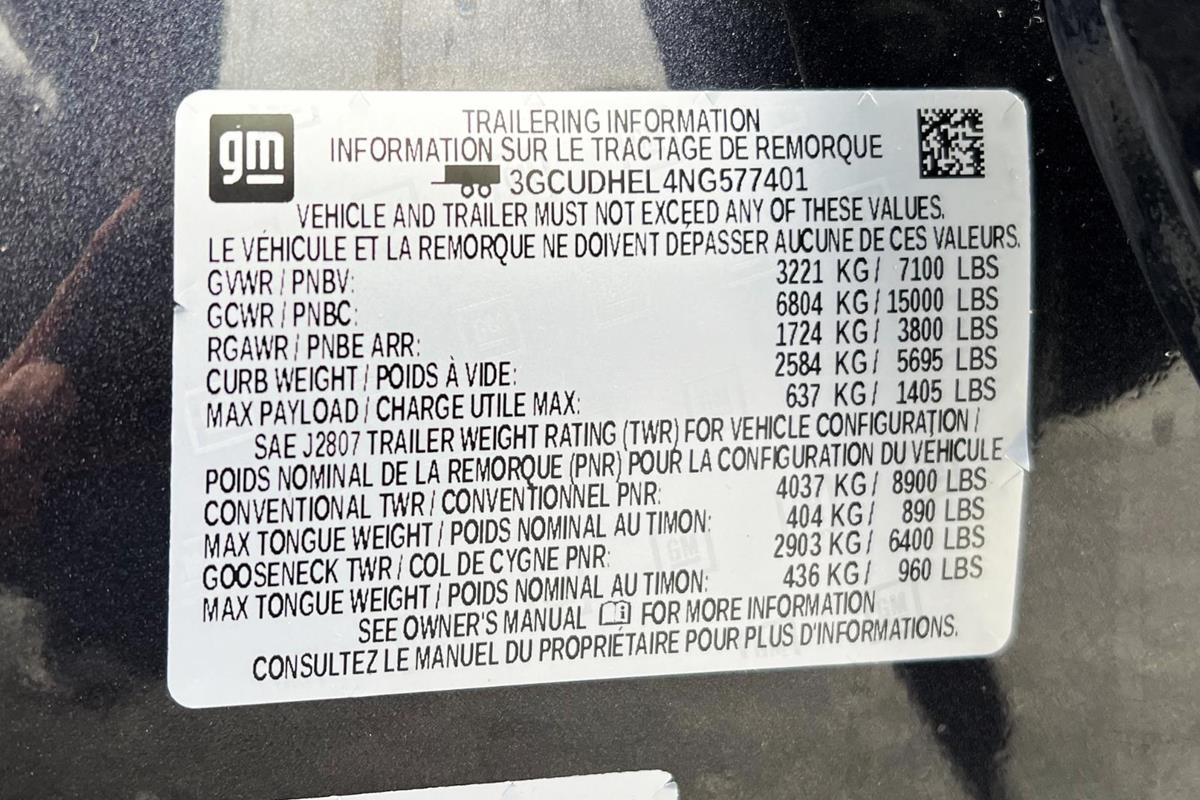 gm
TRAILERING INFORMATION
INFORMATION SUR LE TRACTAGE DE REMORQUE
3GCUDHEL4NG577401
VEHICLE AND TRAILER MUST NOT EXCEED ANY OF THESE VALUES.
LE VÉHICULE ET LA REMORQUE NE DOIVENT DÉPASSER AUCUNE DE CES VALEURS.
GVWR / PNBV: 3221 KG / 7100 LBS
GCWR / PNBC: 6804 KG / 15000 LBS
RGAWR / PNBE ARR: 1724 KG / 3800 LBS
CURB WEIGHT / POIDS À VIDE: 2584 KG / 5695 LBS
MAX PAYLOAD / CHARGE UTILE MAX: 637 KG / 1405 LBS
SAE J2807 TRAILER WEIGHT RATING (TWR) FOR VEHICLE CONFIGURATION /
POIDS NOMINAL DE LA REMORQUE (PNR) POUR LA CONFIGURATION DU VÉHICULE
CONVENTIONAL TWR / CONVENTIONNEL PNR: 4037 KG / 8900 LBS
MAX TONGUE WEIGHT / POIDS NOMINAL AU TIMON: 404 KG / 890 LBS
GOOSENECK TWR / COL DE CYGNE PNR: 2903 KG / 6400 LBS
MAX TONGUE WEIGHT / POIDS NOMINAL AU TIMON: 436 KG / 960 LBS
SEE OWNER'S MANUAL FOR MORE INFORMATION
CONSULTEZ LE MANUEL DU PROPRIÉTAIRE POUR PLUS D'INFORMATIONS.